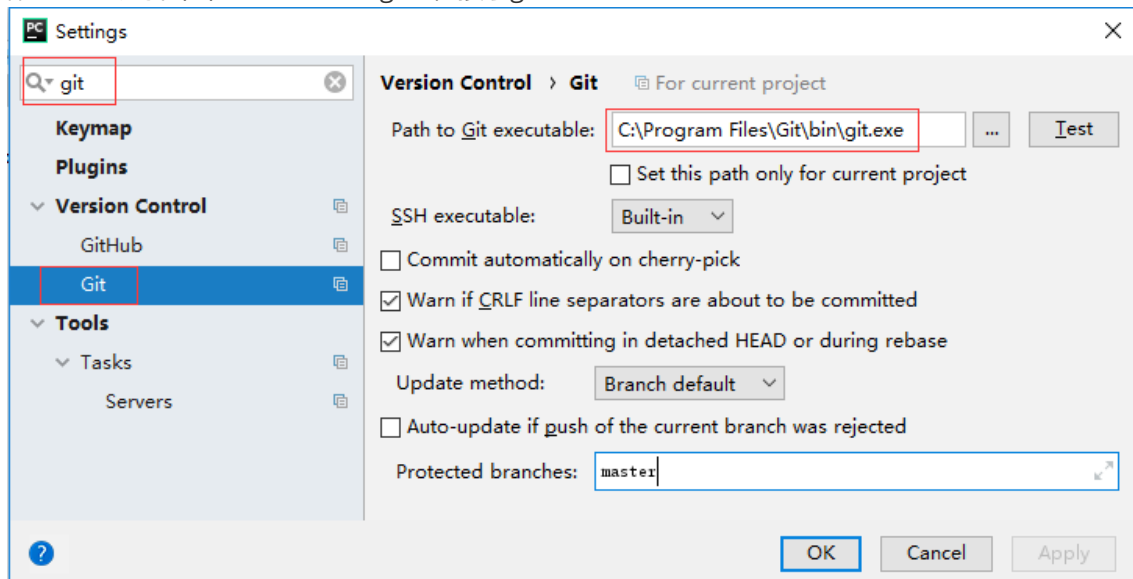 PC Settings
git
Keymap
Plugins
Version Control
GitHub
Git
Tools
Tasks
Servers
Version Control › Git For current project
Path to Git executable: C:\Program Files\Git\bin\git.exe ... Test
Set this path only for current project
SSH executable: Built-in
Commit automatically on cherry-pick
Warn if CRLF line separators are about to be committed
Warn when committing in detached HEAD or during rebase
Update method: Branch default
Auto-update if push of the current branch was rejected
Protected branches: master
? OK Cancel Apply